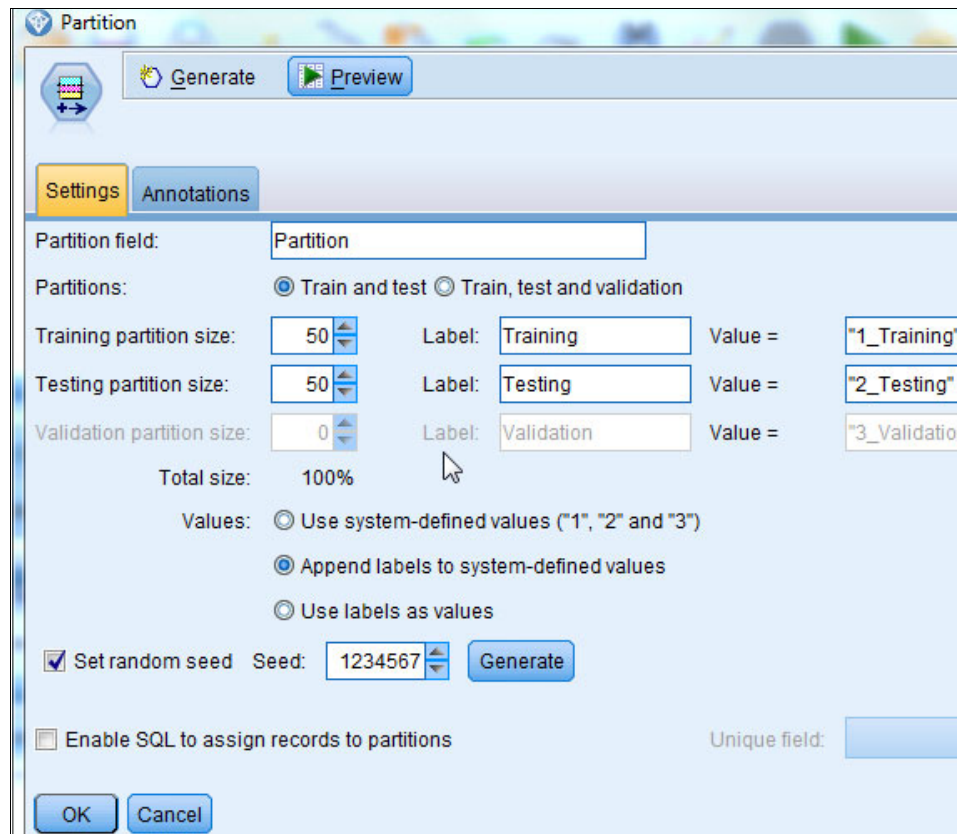 Partition
Generate Preview
Settings Annotations
Partition field: Partition
Partitions: Train and test Train, test and validation
Training partition size: 50 Label: Training Value = "1_Training"
Testing partition size: 50 Label: Testing Value = "2_Testing"
Validation partition size: 0 Label: Validation Value = "3_Validatio
Total size: 100%
Values: Use system-defined values ("1", "2" and "3")
Append labels to system-defined values
Use labels as values
Set random seed Seed: 1234567 Generate
Enable SQL to assign records to partitions Unique field:
OK Cancel